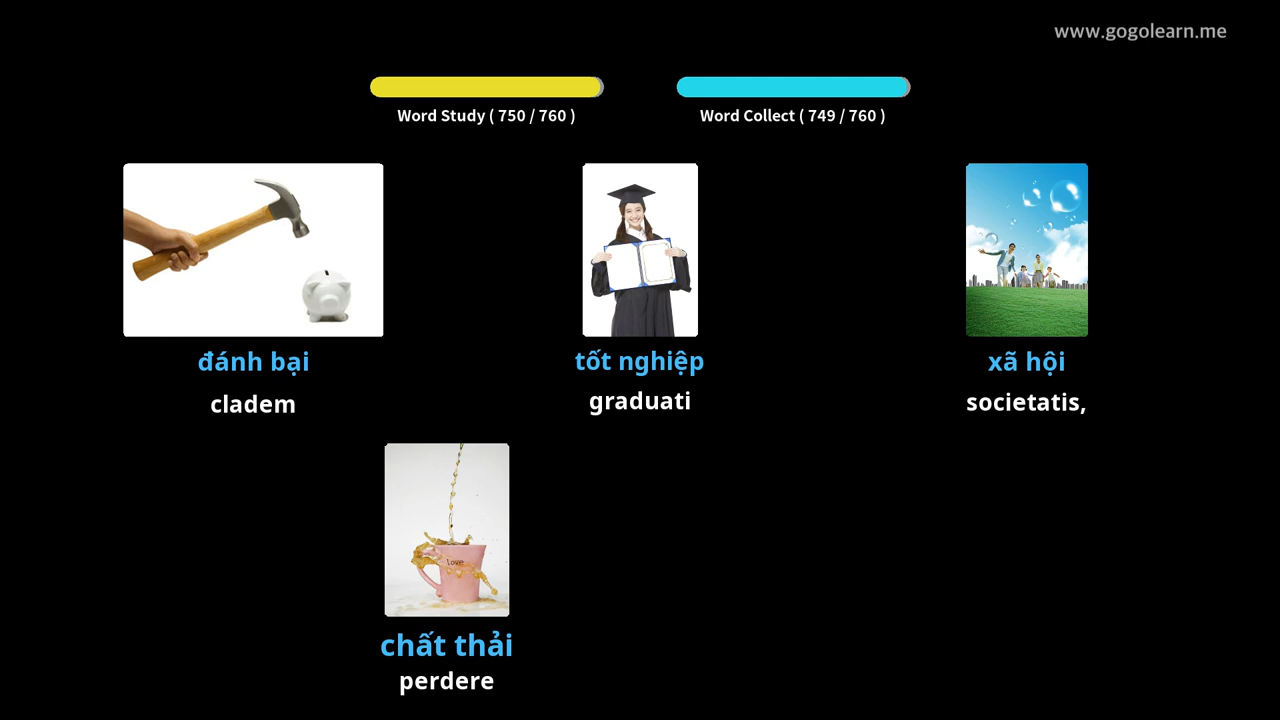 www.gogolearn.me
Word Study ( 750 / 760 )
Word Collect ( 749 / 760 )
đánh bại
cladem
tốt nghiệp
graduati
xã hội
societatis,
love
chất thải
perdere